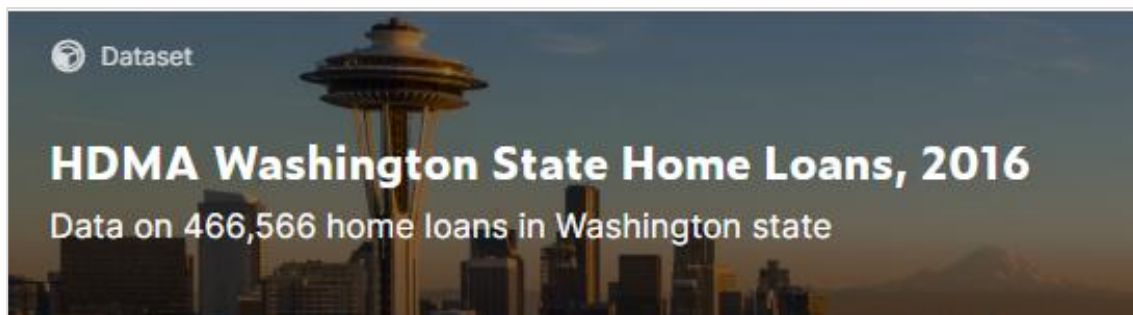 Dataset
HDMA Washington State Home Loans, 2016
Data on 466,566 home loans in Washington state